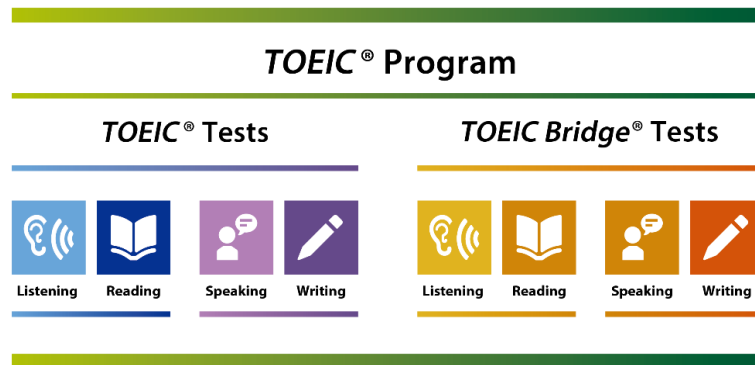 TOEIC® Program
TOEIC® Tests
Listening
Reading
Speaking
Writing
TOEIC Bridge® Tests
Listening
Reading
Speaking
Writing